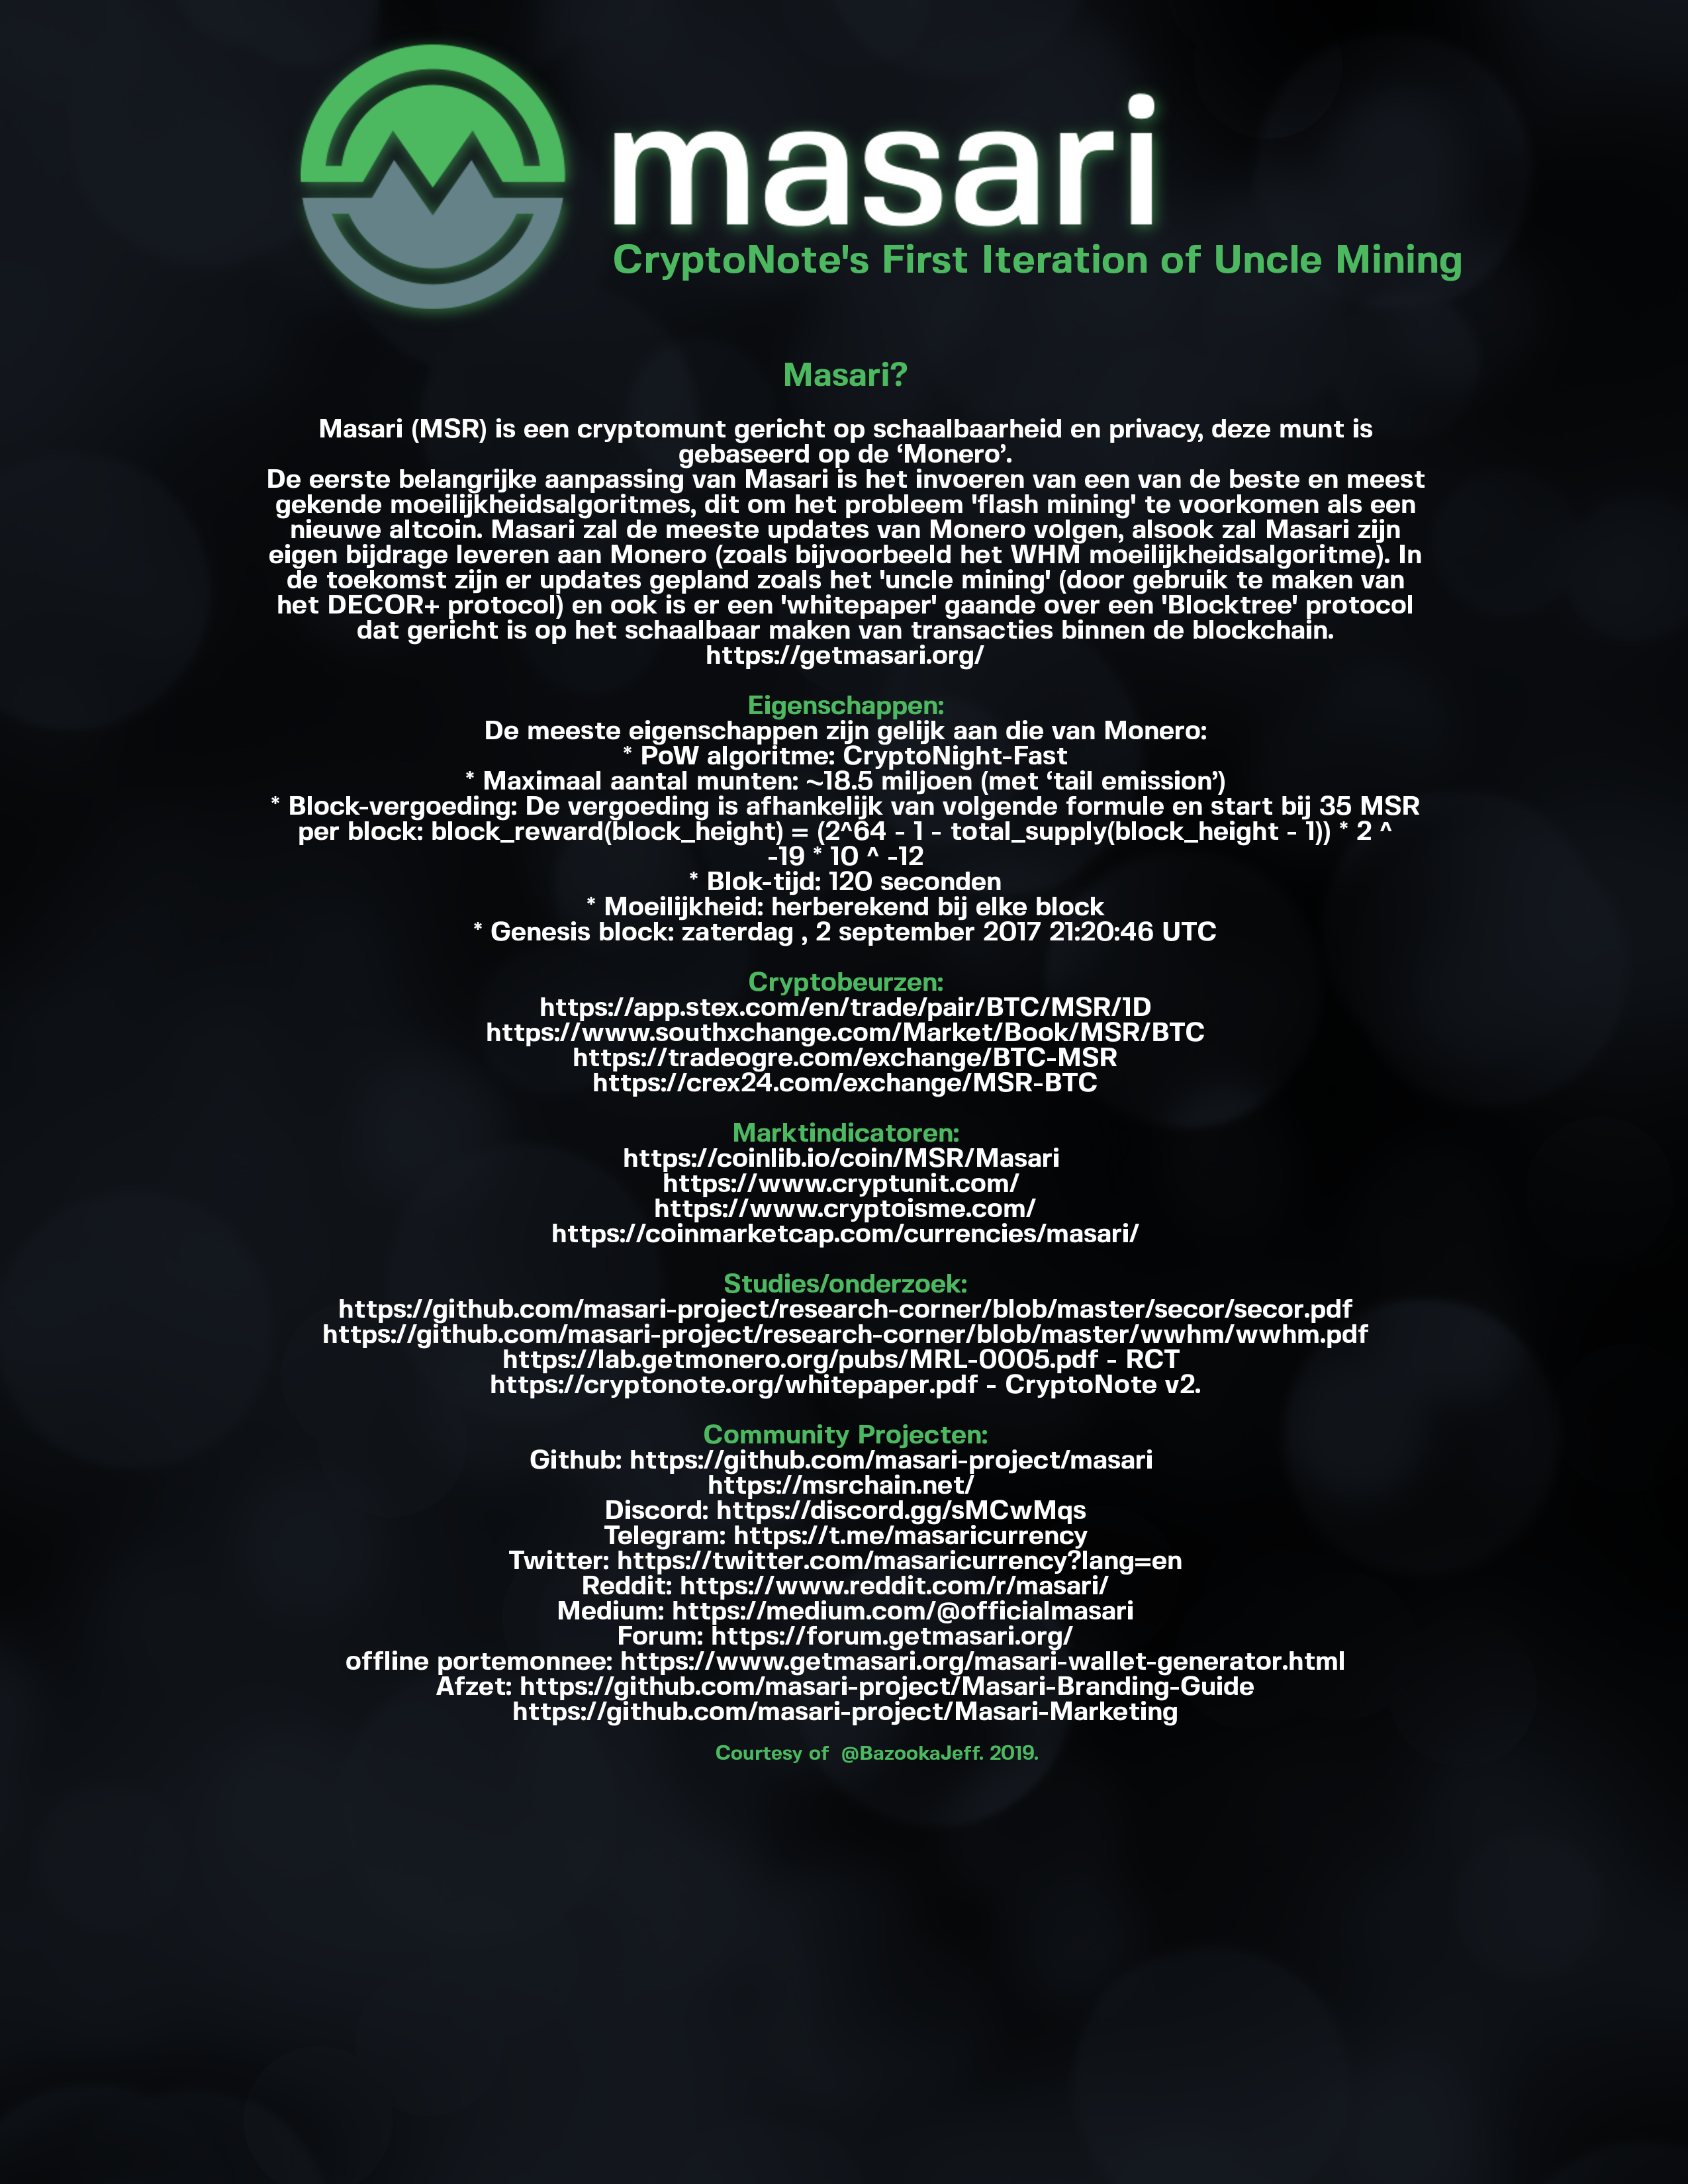 masari
CryptoNote's First Iteration of Uncle Mining
Masari?
Masari (MSR) is een cryptomunt gericht op schaalbaarheid en privacy, deze munt is
gebaseerd op de ‘Monero’.
De eerste belangrijke aanpassing van Masari is het invoeren van een van de beste en meest
gekende moeilijkheidsalgoritmes, dit om het probleem 'flash mining' te voorkomen als een
nieuwe altcoin. Masari zal de meeste updates van Monero volgen, alsook zal Masari zijn
eigen bijdrage leveren aan Monero (zoals bijvoorbeeld het WHM moeilijkheidsalgoritme). In
de toekomst zijn er updates gepland zoals het 'uncle mining' (door gebruik te maken van
het DECOR+ protocol) en ook is er een 'whitepaper' gaande over een 'Blocktree' protocol
dat gericht is op het schaalbaar maken van transacties binnen de blockchain.
https://getmasari.org/
Eigenschappen:
De meeste eigenschappen zijn gelijk aan die van Monero:
* PoW algoritme: CryptoNight-Fast
* Maximaal aantal munten: ~18.5 miljoen (met ‘tail emission’)
* Block-vergoeding: De vergoeding is afhankelijk van volgende formule en start bij 35 MSR
per block: block_reward(block_height) = (2^64 - 1 - total_supply(block_height - 1)) * 2 ^
-19 * 10 ^ -12
* Blok-tijd: 120 seconden
* Moeilijkheid: herberekend bij elke block
* Genesis block: zaterdag , 2 september 2017 21:20:46 UTC
Cryptobeurzen:
https://app.stex.com/en/trade/pair/BTC/MSR/1D
https://www.southxchange.com/Market/Book/MSR/BTC
https://tradeogre.com/exchange/BTC-MSR
https://crex24.com/exchange/MSR-BTC
Marktindicatoren:
https://coinlib.io/coin/MSR/Masari
https://www.cryptunit.com/
https://www.cryptoisme.com/
https://coinmarketcap.com/currencies/masari/
Studies/onderzoek:
https://github.com/masari-project/research-corner/blob/master/secor/secor.pdf
https://github.com/masari-project/research-corner/blob/master/wwhm/wwhm.pdf
https://lab.getmonero.org/pubs/MRL-0005.pdf - RCT
https://cryptonote.org/whitepaper.pdf - CryptoNote v2.
Community Projecten:
Github: https://github.com/masari-project/masari
https://msrchain.net/
Discord: https://discord.gg/sMCwMqs
Telegram: https://t.me/masaricurrency
Twitter: https://twitter.com/masaricurrency?lang=en
Reddit: https://www.reddit.com/r/masari/
Medium: https://medium.com/@officialmasari
Forum: https://forum.getmasari.org/
offline portemonnee: https://www.getmasari.org/masari-wallet-generator.html
Afzet: https://github.com/masari-project/Masari-Branding-Guide
https://github.com/masari-project/Masari-Marketing
Courtesy of  @BazookaJeff. 2019.